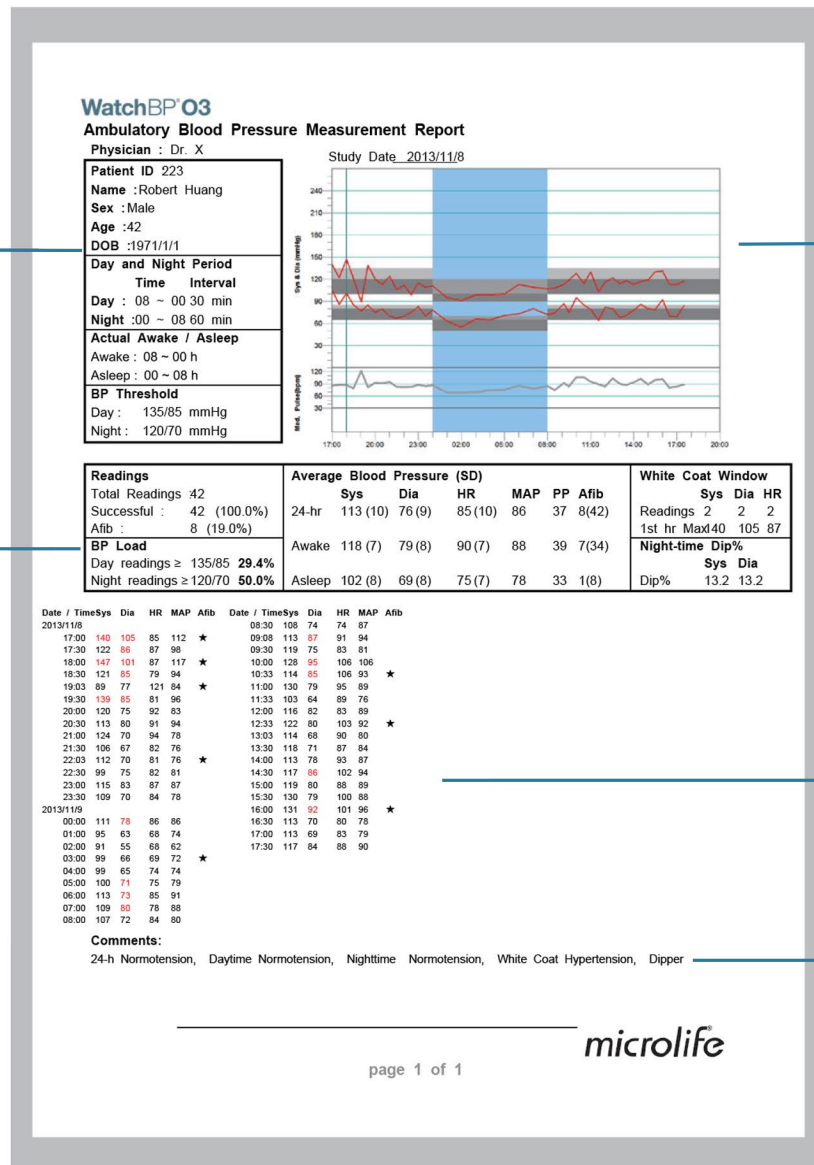 WatchBP®O3
Ambulatory Blood Pressure Measurement Report
Physician : Dr. X
Patient ID 223
Name :Robert Huang
Sex :Male
Age :42
DOB :1971/1/1
Day and Night Period
Time Interval
Day : 08 ~ 00 30 min
Night :00 ~ 08 60 min
Actual Awake / Asleep
Awake : 08 ~ 00 h
Asleep : 00 ~ 08 h
BP Threshold
Day : 135/85 mmHg
Night : 120/70 mmHg
Study Date 2013/11/8
Sys & Dia (mmHg)
240
210
180
150
120
90
60
30
Med. Pulse(bpm)
120
90
60
30
17:00 20:00 23:00 02:00 05:00 08:00 11:00 14:00 17:00 20:00
Readings
Total Readings :42
Successful : 42 (100.0%)
Afib : 8 (19.0%)
BP Load
Day readings ≥ 135/85 29.4%
Night readings ≥ 120/70 50.0%
Average Blood Pressure (SD)
Sys Dia HR MAP PP Afib
24-hr 113 (10) 76 (9) 85 (10) 86 37 8(42)
Awake 118 (7) 79 (8) 90 (7) 88 39 7(34)
Asleep 102 (8) 69 (8) 75 (7) 78 33 1(8)
White Coat Window
Sys Dia HR
Readings 2 2 2
1st hr Max140 105 87
Night-time Dip%
Sys Dia
Dip% 13.2 13.2
Date / TimeSys Dia HR MAP Afib
2013/11/8
17:00 140 105 85 112 ★
17:30 122 86 87 98
18:00 147 101 87 117 ★
18:30 121 85 79 94
19:03 89 77 121 84 ★
19:30 139 85 81 96
20:00 120 75 92 83
20:30 113 80 91 94
21:00 124 70 94 78
21:30 106 67 82 76
22:03 112 70 81 76 ★
22:30 99 75 82 81
23:00 115 83 87 87
23:30 109 70 84 78
2013/11/9
00:00 111 78 86 86
01:00 95 63 68 74
02:00 91 55 68 62
03:00 99 66 69 72 ★
04:00 99 65 74 74
05:00 100 71 75 79
06:00 113 73 85 91
07:00 109 80 78 88
08:00 107 72 84 80
Date / TimeSys Dia HR MAP Afib
08:30 108 74 74 87
09:08 113 87 91 94
09:30 119 75 83 81
10:00 128 95 106 106
10:33 114 85 106 93 ★
11:00 130 79 95 89
11:33 103 64 89 76
12:00 116 82 83 89
12:33 122 80 103 92 ★
13:03 114 68 90 80
13:30 118 71 87 84
14:00 113 78 93 87
14:30 117 86 102 94
15:00 119 80 88 89
15:30 130 79 100 88
16:00 131 92 101 96 ★
16:30 113 70 80 78
17:00 113 69 83 79
17:30 117 84 88 90
Comments:
24-h Normotension, Daytime Normotension, Nighttime Normotension, White Coat Hypertension, Dipper
microlife®
page 1 of 1